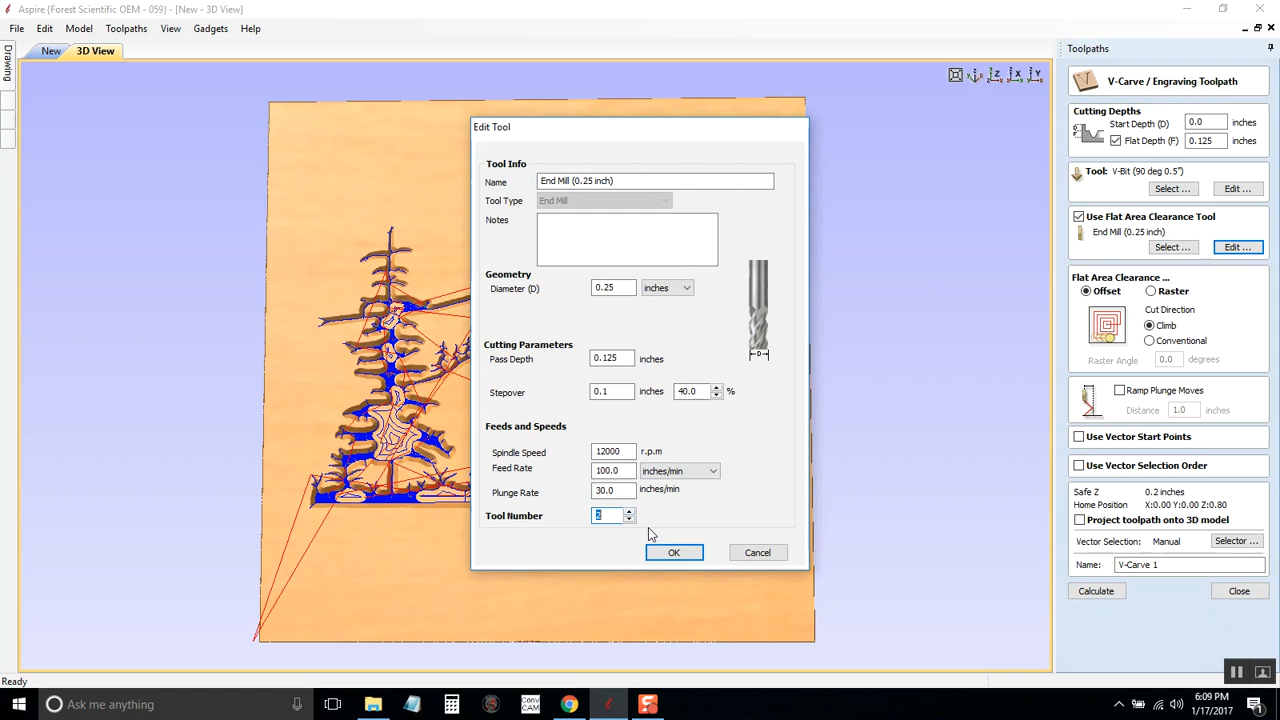 Aspire {Forest Scientific OEM - 059} - [New - 3D View]
File Edit Model Toolpaths View Gadgets Help
Drawing
New 3D View
Z X Y
Edit Tool
Tool Info
Name End Mill (0.25 inch)
Tool Type End Mill
Notes
Geometry
Diameter (D) 0.25 inches
D
Cutting Parameters
Pass Depth 0.125 inches
Stepover 0.1 inches 40.0 %
Feeds and Speeds
Spindle Speed 12000 r.p.m
Feed Rate 100.0 inches/min
Plunge Rate 30.0 inches/min
Tool Number 2
OK Cancel
Toolpaths
V-Carve / Engraving Toolpath
Cutting Depths
Start Depth (D) 0.0 inches
Flat Depth (F) 0.125 inches
Tool: V-Bit (90 deg 0.5")
Select ... Edit ...
Use Flat Area Clearance Tool
End Mill (0.25 inch)
Select ... Edit ...
Flat Area Clearance ...
Offset Raster
Cut Direction
Climb
Conventional
Raster Angle 0.0 degrees
Ramp Plunge Moves
Distance 1.0 inches
Use Vector Start Points
Use Vector Selection Order
Safe Z 0.2 inches
Home Position X:0.00 Y:0.00 Z:0.80
Project toolpath onto 3D model
Vector Selection: Manual Selector ...
Name: V-Carve 1
Calculate Close
Ready
Ask me anything
Conv
CAM
6:09 PM
1/17/2017
1